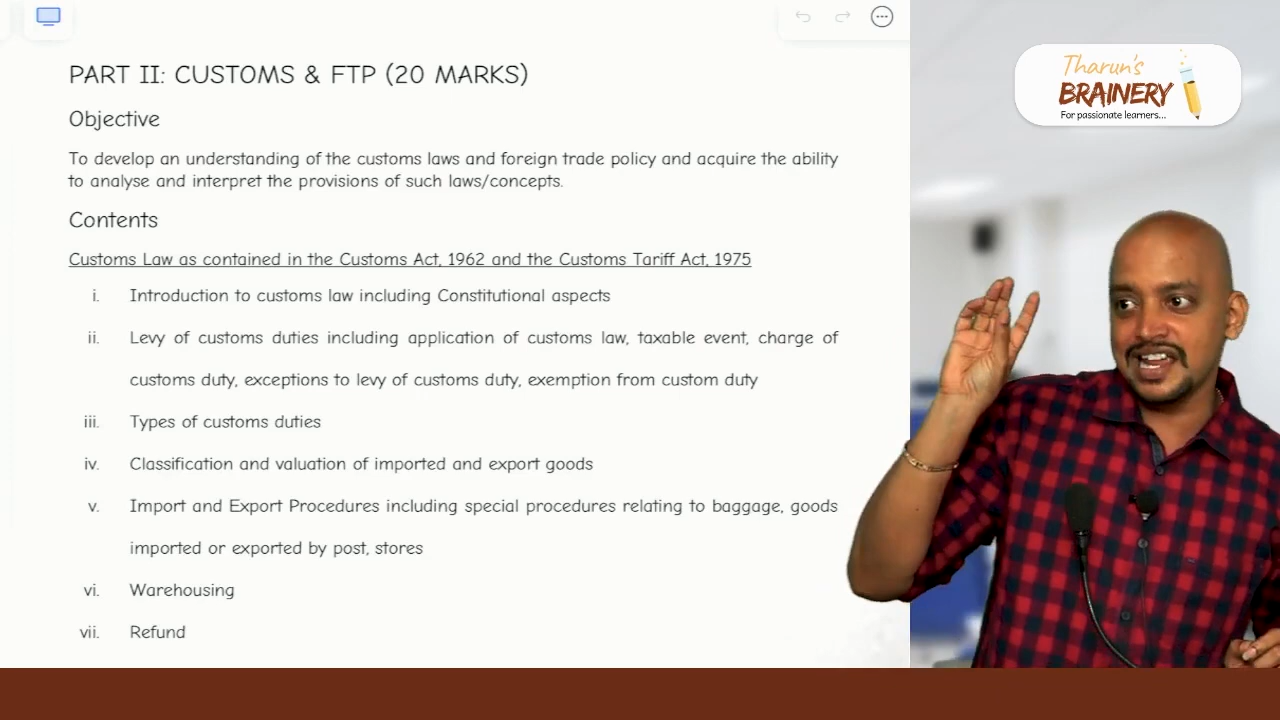 PART II: CUSTOMS & FTP (20 MARKS)
Objective
To develop an understanding of the customs laws and foreign trade policy and acquire the ability
to analyse and interpret the provisions of such laws/concepts.
Contents
Customs Law as contained in the Customs Act, 1962 and the Customs Tariff Act, 1975
i. Introduction to customs law including Constitutional aspects
ii. Levy of customs duties including application of customs law, taxable event, charge of
customs duty, exceptions to levy of customs duty, exemption from custom duty
iii. Types of customs duties
iv. Classification and valuation of imported and export goods
v. Import and Export Procedures including special procedures relating to baggage, goods
imported or exported by post, stores
vi. Warehousing
vii. Refund
Tharun's
BRAINERY
For passionate learners...